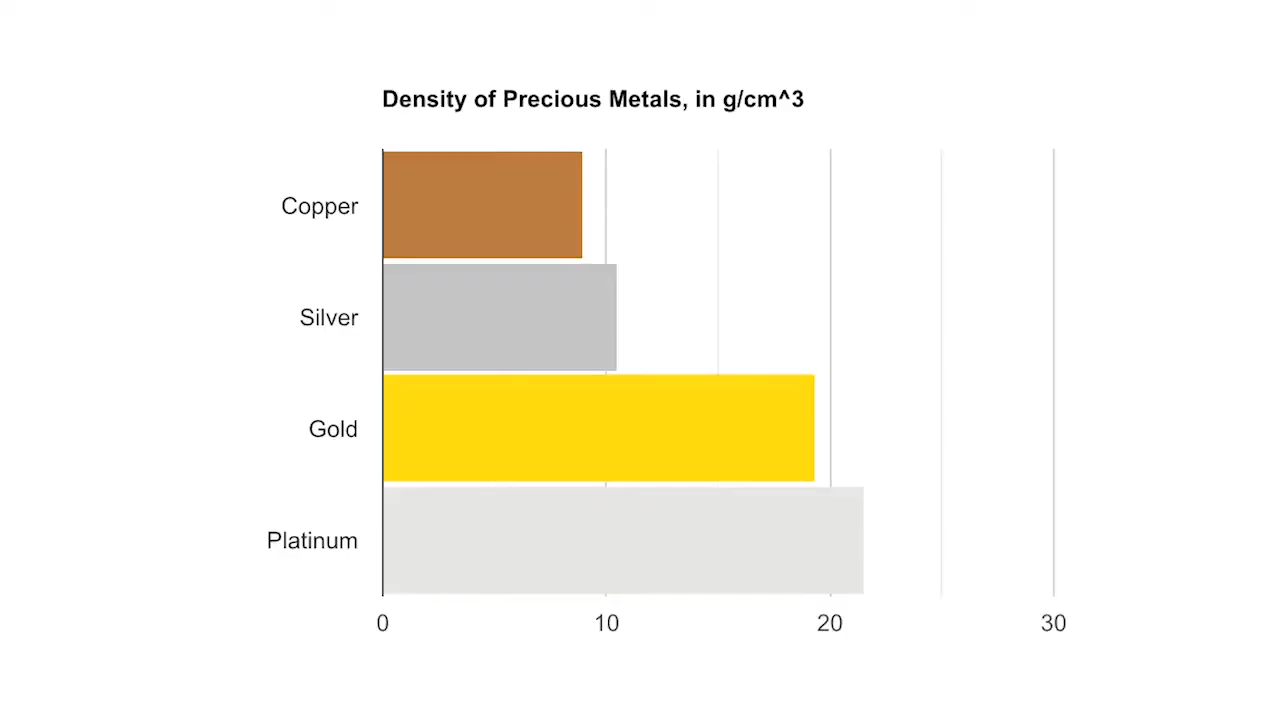 Density of Precious Metals, in g/cm^3
Copper
Silver
Gold
Platinum
0 10 20 30